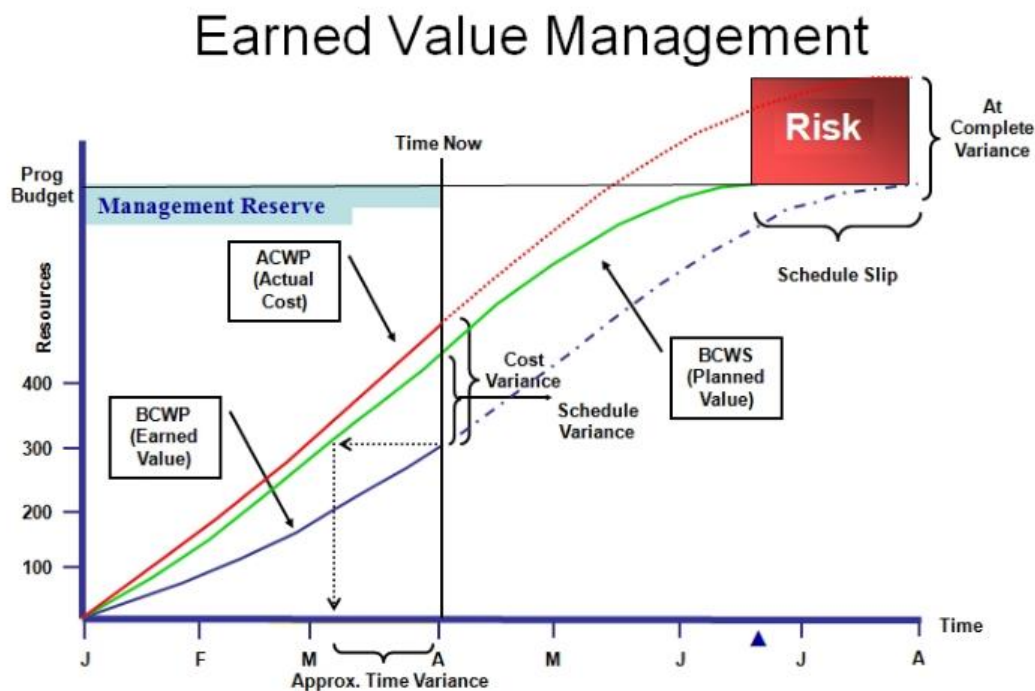 Earned Value Management
Time Now
Risk
At
Complete
Variance
Prog
Budget
Management Reserve
ACWP
(Actual
Cost)
Schedule Slip
Resources
Cost
Variance
BCWS
(Planned
Value)
Schedule
Variance
400
BCWP
(Earned
Value)
300
200
100
Time
J
F
M
A
M
J
J
A
Approx. Time Variance